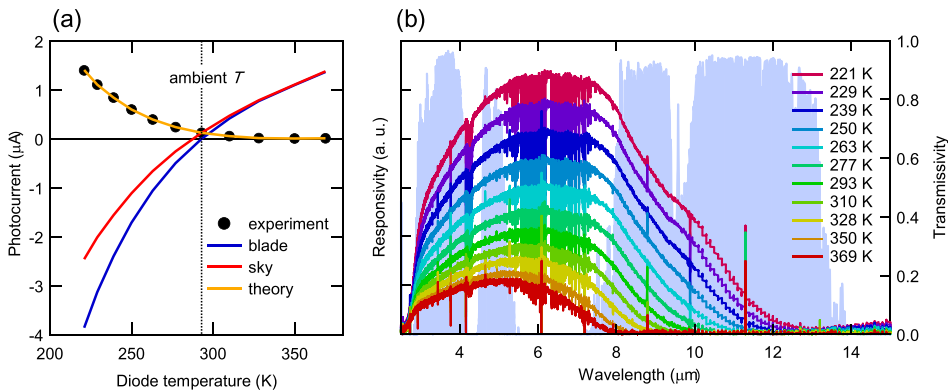 (a)
2
1
0
-1
-2
-3
-4
Photocurrent (µA)
ambient T
experiment
blade
sky
theory
200
250
300
350
Diode temperature (K)
(b)
Responsivity (a. u.)
221 K
229 K
239 K
250 K
263 K
277 K
293 K
310 K
328 K
350 K
369 K
1.0
0.8
0.6
0.4
0.2
0.0
Transmissivity
4
6
8
10
12
14
Wavelength (µm)